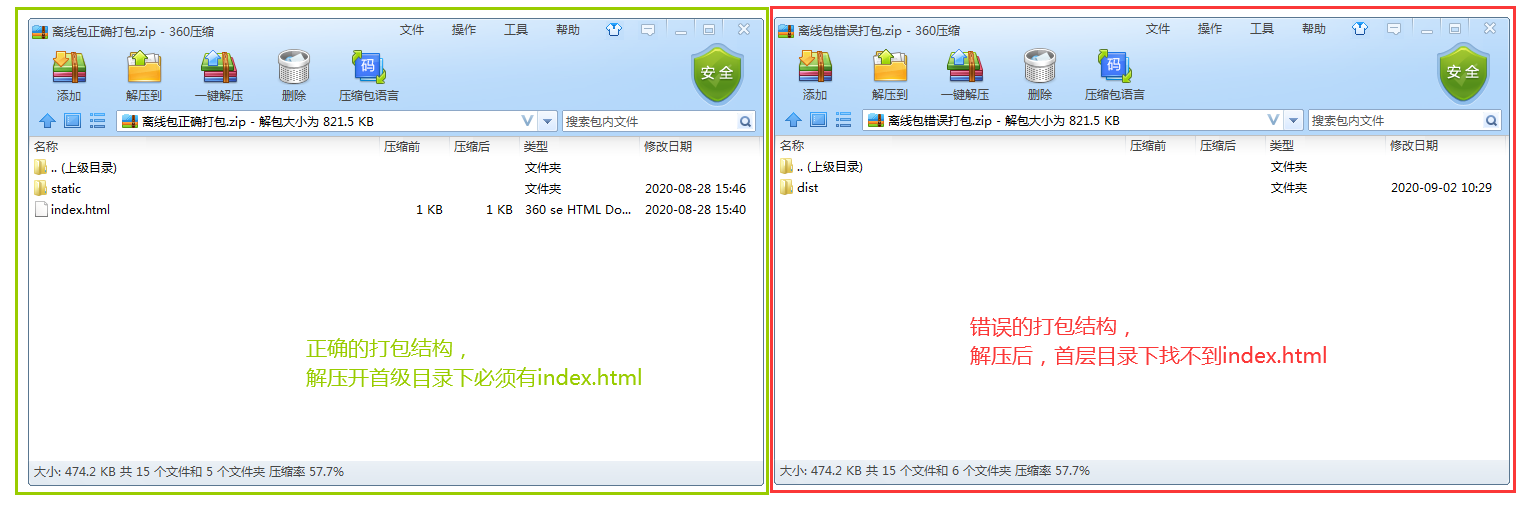 离线包正确打包.zip - 360压缩 文件 操作 工具 帮助
添加 解压到 一键解压 删除 码 压缩包语言 安全
离线包正确打包.zip - 解包大小为 821.5 KB 搜索包内文件
名称 压缩前 压缩后 类型 修改日期
.. (上级目录) 文件夹
static 文件夹 2020-08-28 15:46
index.html 1 KB 1 KB 360 se HTML Do... 2020-08-28 15:40
正确的打包结构，
解压开首级目录下必须有index.html
大小: 474.2 KB 共 15 个文件和 5 个文件夹 压缩率 57.7%
离线包错误打包.zip - 360压缩 文件 操作 工具 帮助
添加 解压到 一键解压 删除 码 压缩包语言 安全
离线包错误打包.zip - 解包大小为 821.5 KB 搜索包内文件
名称 压缩前 压缩后 类型 修改日期
.. (上级目录) 文件夹
dist 文件夹 2020-09-02 10:29
错误的打包结构，
解压后，首层目录下找不到index.html
大小: 474.2 KB 共 15 个文件和 6 个文件夹 压缩率 57.7%